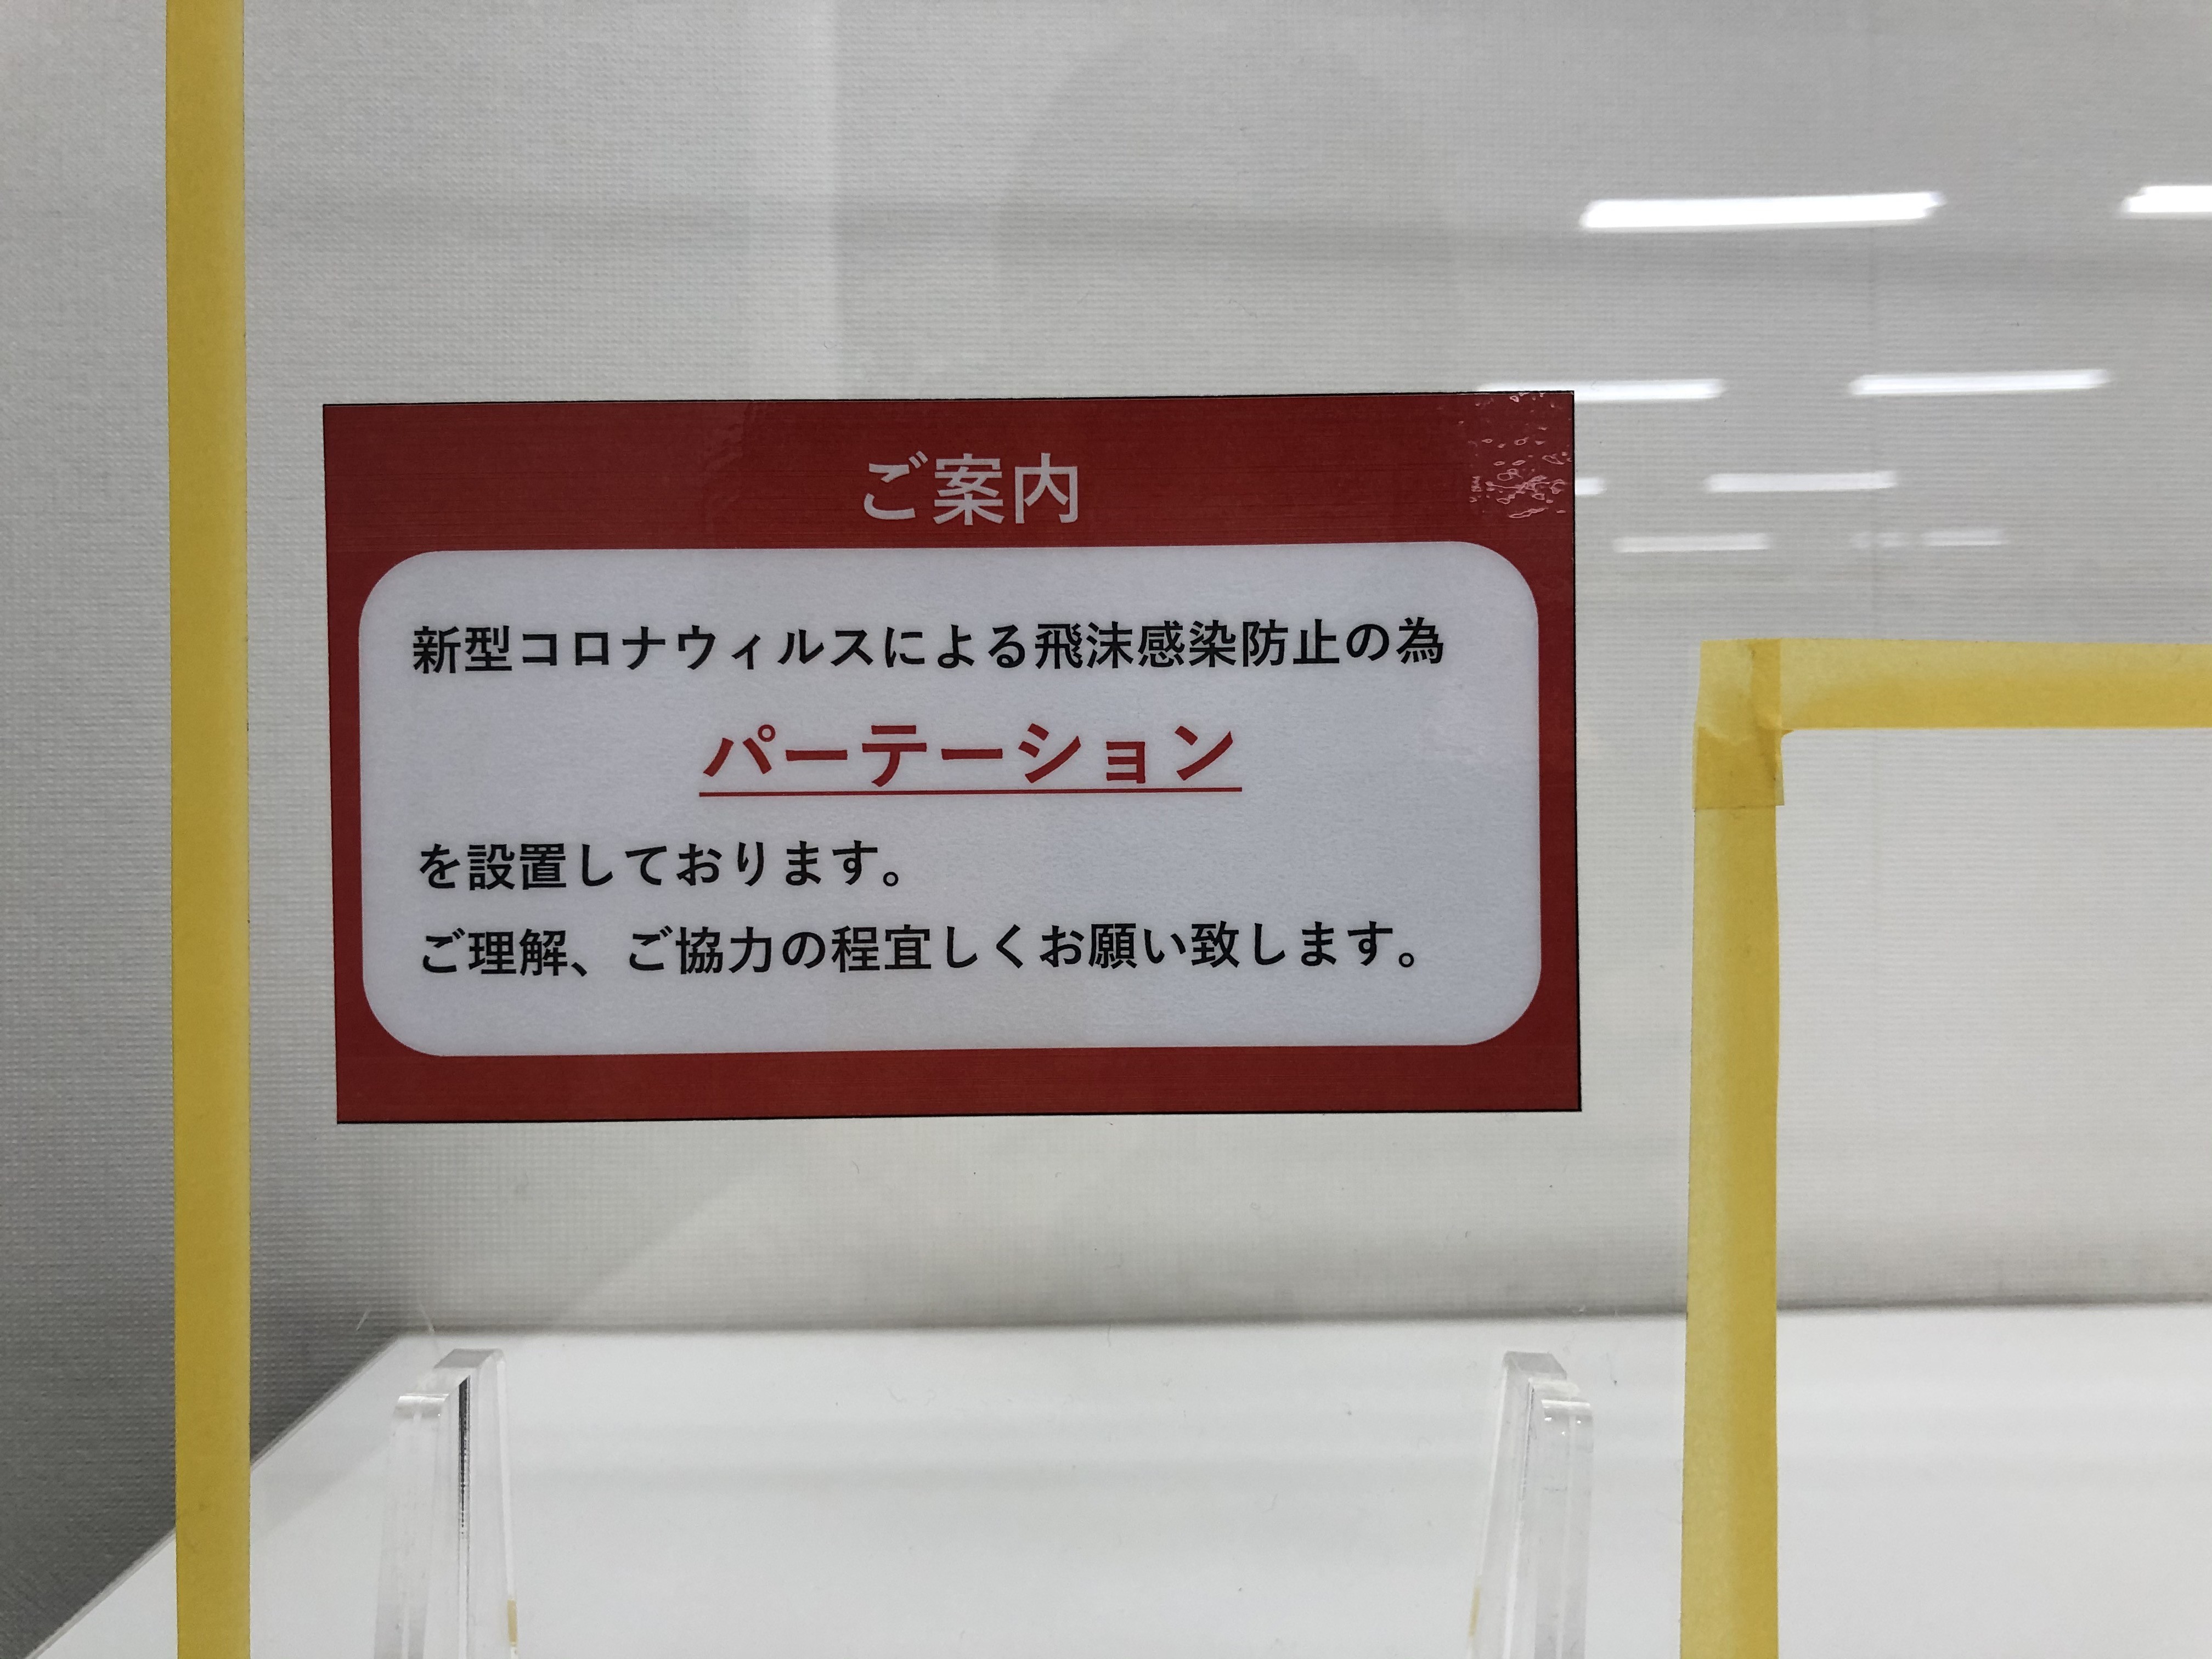 ご案内
新型コロナウィルスによる飛沫感染防止の為
パーテーション
を設置しております。
ご理解、ご協力の程宜しくお願い致します。